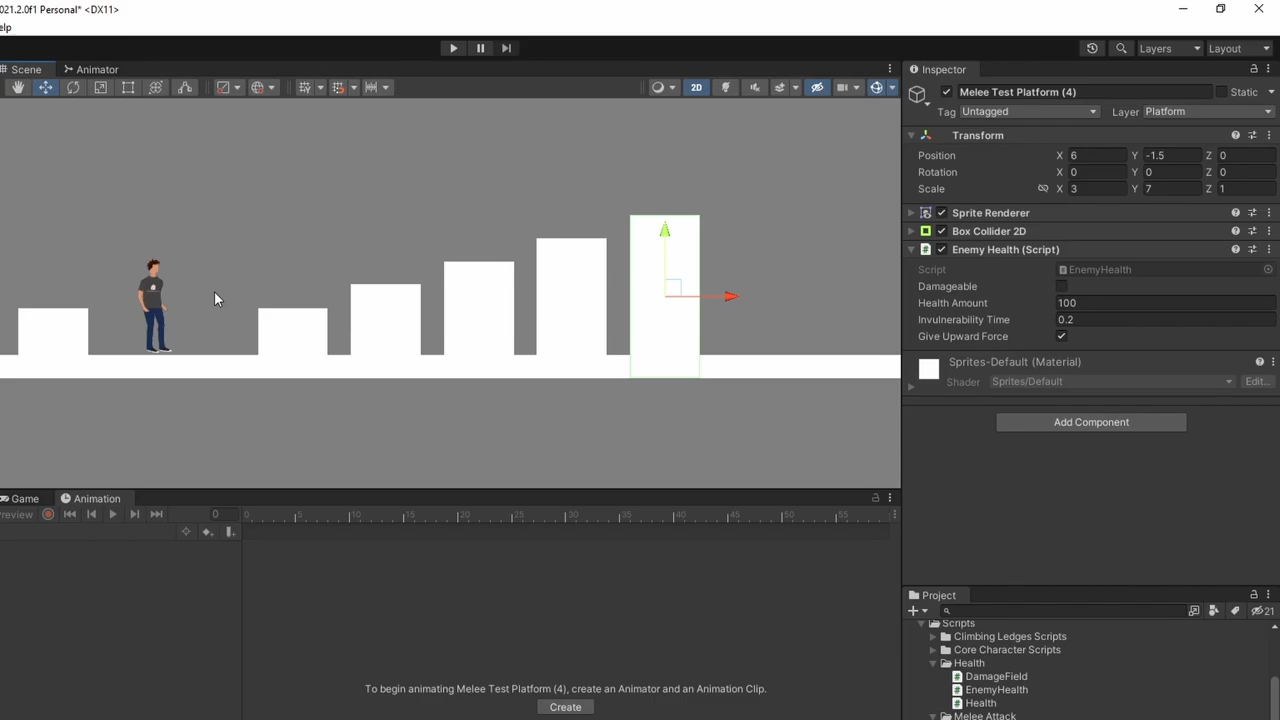 021.2.0f1 Personal* <DX11>
elp
Layers
Layout
Scene
Animator
2D
Inspector
Melee Test Platform (4)
Static
Tag Untagged
Layer Platform
Transform
Position X 6 Y -1.5 Z 0
Rotation X 0 Y 0 Z 0
Scale X 3 Y 7 Z 1
Sprite Renderer
Box Collider 2D
Enemy Health (Script)
Script EnemyHealth
Damageable
Health Amount 100
Invulnerability Time 0.2
Give Upward Force
Sprites-Default (Material)
Shader Sprites/Default Edit...
Add Component
Game
Animation
review
0
0 5 10 15 20 25 30 35 40 45 50 55
To begin animating Melee Test Platform (4), create an Animator and an Animation Clip.
Create
Project
21
Scripts
Climbing Ledges Scripts
Core Character Scripts
Health
DamageField
EnemyHealth
Health
Melee Attack